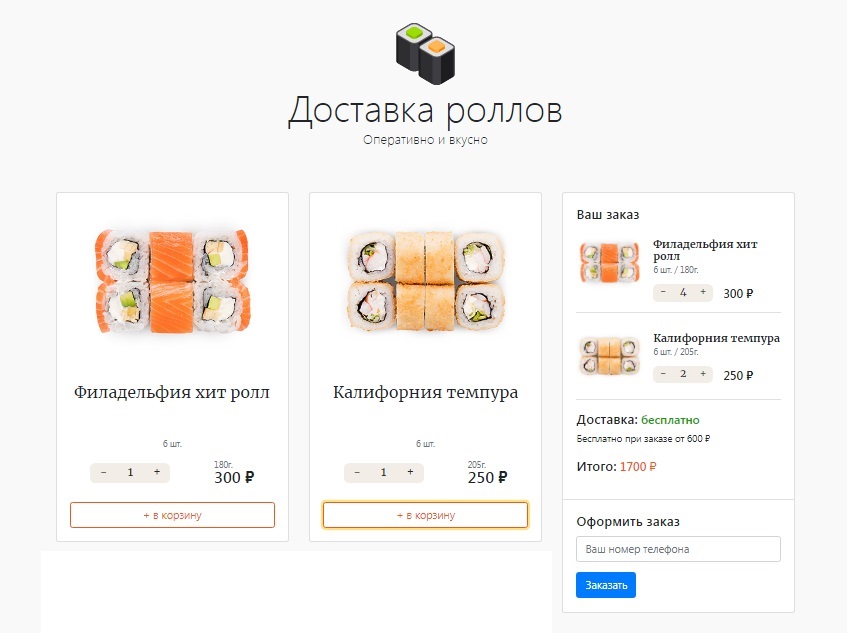 Доставка роллов
Оперативно и вкусно
Филадельфия хит ролл
6 шт.
- 1 +
180г.
300 ₽
+ в корзину
Калифорния темпура
6 шт.
- 1 +
205г.
250 ₽
+ в корзину
Ваш заказ
Филадельфия хит
ролл
6 шт. / 180г.
- 4 + 300 ₽
Калифорния темпура
6 шт. / 205г.
- 2 + 250 ₽
Доставка: бесплатно
Бесплатно при заказе от 600 ₽
Итого: 1700 ₽
Оформить заказ
Ваш номер телефона
Заказать